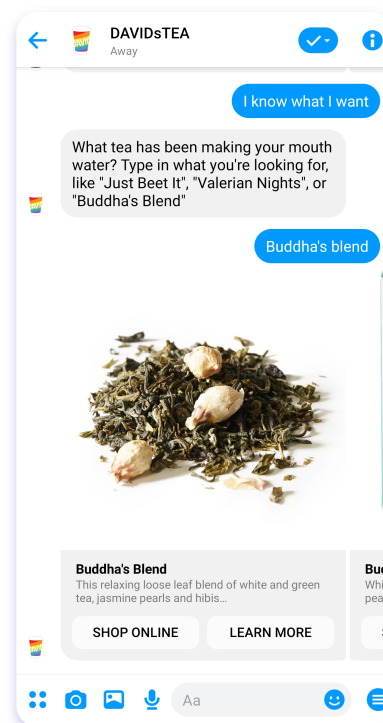 DAVIDsTEA
Away
I know what I want
What tea has been making your mouth
water? Type in what you're looking for,
like "Just Beet It", "Valerian Nights", or
"Buddha's Blend"
Buddha's blend
Buddha's Blend
This relaxing loose leaf blend of white and green
tea, jasmine pearls and hibis...
SHOP ONLINE
LEARN MORE
Aa